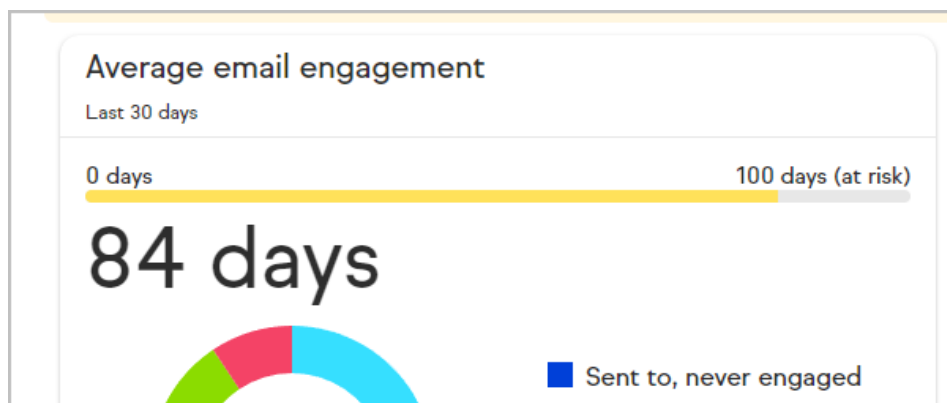 Average email engagement
Last 30 days
0 days
100 days (at risk)
84 days
Sent to, never engaged